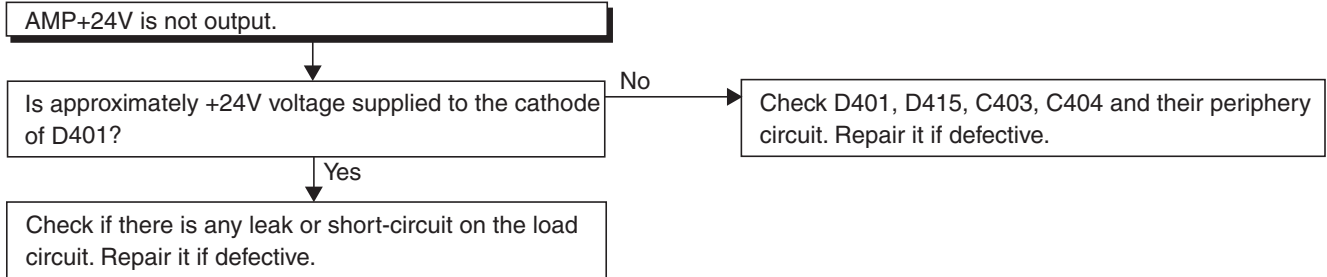 AMP+24V is not output.
Is approximately +24V voltage supplied to the cathode
of D401?
No
Check D401, D415, C403, C404 and their periphery
circuit. Repair it if defective.
Yes
Check if there is any leak or short-circuit on the load
circuit. Repair it if defective.